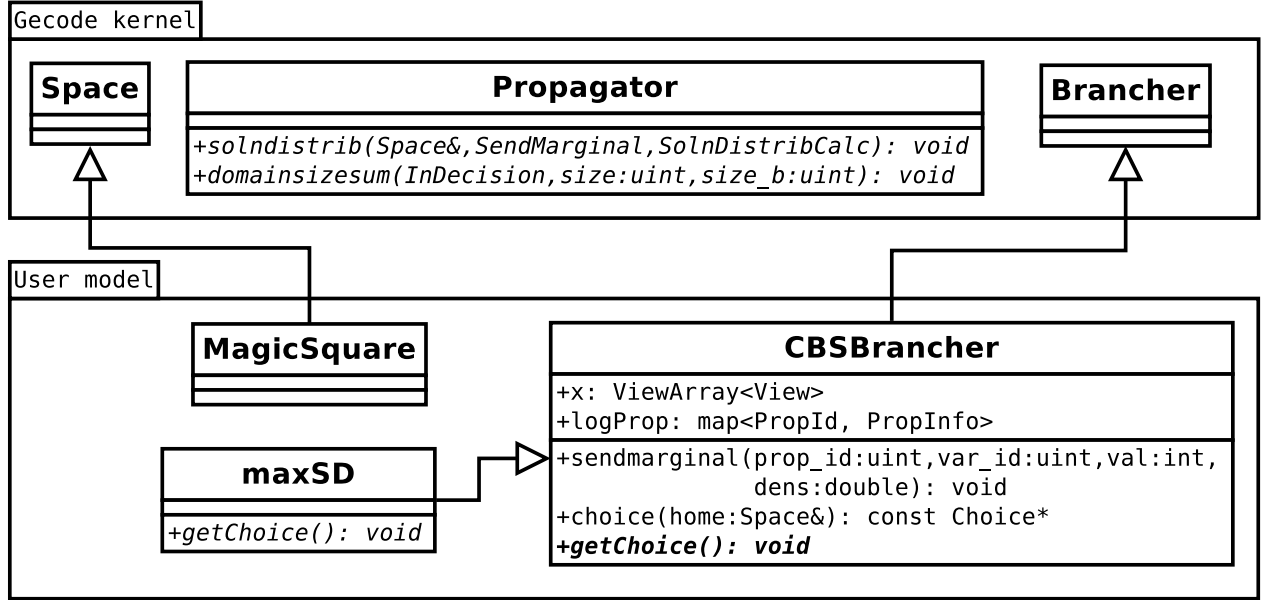 Gecode kernel
Space
Propagator
+solndistrib(Space&,SendMarginal,SolnDistribCalc): void
+domainsizesum(InDecision,size:uint,size_b:uint): void
Brancher
User model
MagicSquare
maxSD
+getChoice(): void
CBSBrancher
+x: ViewArray<View>
+logProp: map<PropId, PropInfo>
+sendmarginal(prop_id:uint,var_id:uint,val:int,
dens:double): void
+choice(home:Space&): const Choice*
+getChoice(): void